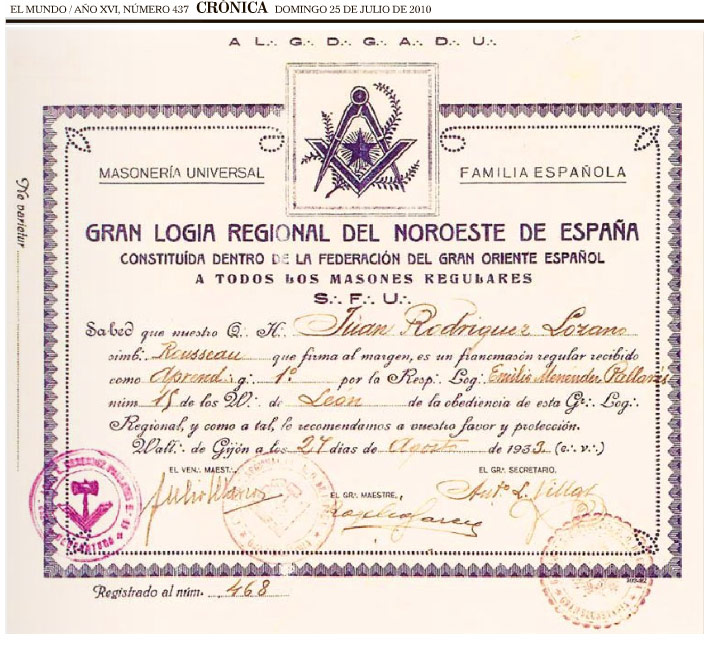 EL MUNDO / AÑO XVI, NÚMERO 437 CRÓNICA DOMINGO 25 DE JULIO DE 2010
A L∴ G∴ D∴ G∴ A∴ D∴ U∴
MASONERÍA UNIVERSAL
FAMILIA ESPAÑOLA
Ne varietur
GRAN LOGIA REGIONAL DEL NOROESTE DE ESPAÑA
CONSTITUÍDA DENTRO DE LA FEDERACIÓN DEL GRAN ORIENTE ESPAÑOL
A TODOS LOS MASONES REGULARES
S∴ F∴ U∴
Sabed que nuestro Q∴ H∴ Juan Rodriguez Lozano
simb∴ Rousseau que firma al margen, es un francmasón regular recibido
como Aprend∴ g∴ 1º por la Resp∴ Log∴ Emilio Menéndez Pallarés
núm 15 de los W∴ de León de la obediencia de esta Gr∴ Log∴
Regional, y como a tal, le recomendamos a vuestro favor y protección.
Wall∴ de Gijón a los 27 días de Agosto de 1933 (e∴ v∴)
EL VEN∴ MAEST∴
EL GR∴ MAESTRE,
EL GR∴ SECRETARIO.
Registrado al núm. 468